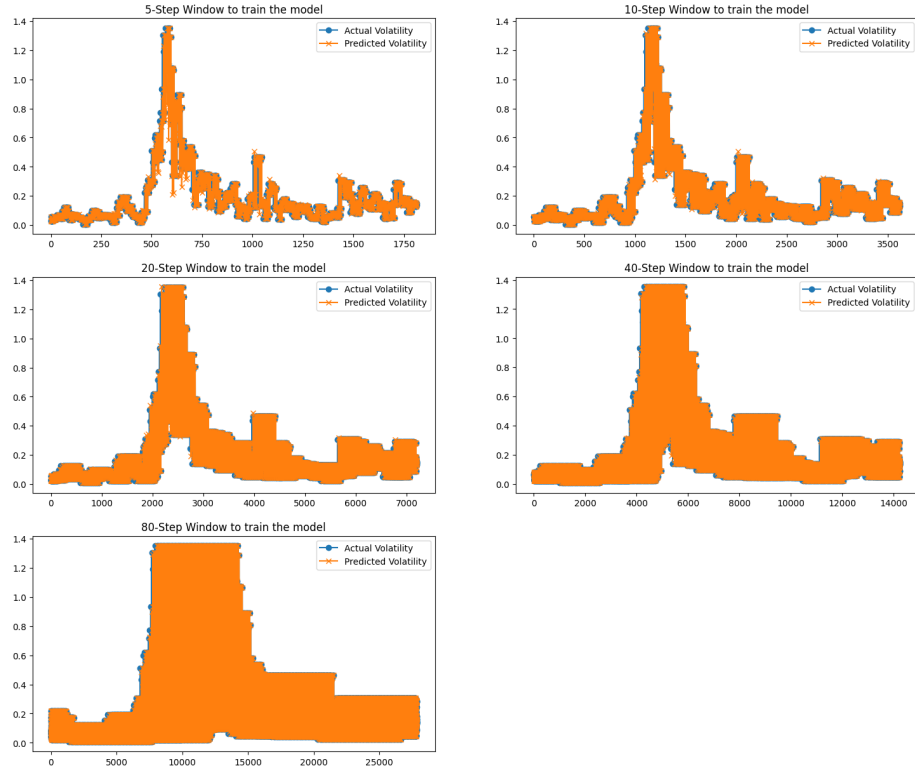 5-Step Window to train the model
1.4
1.2
1.0
0.8
0.6
0.4
0.2
0.0
0 250 500 750 1000 1250 1500 1750
Actual Volatility
Predicted Volatility
10-Step Window to train the model
1.4
1.2
1.0
0.8
0.6
0.4
0.2
0.0
0 500 1000 1500 2000 2500 3000 3500
Actual Volatility
Predicted Volatility
20-Step Window to train the model
1.4
1.2
1.0
0.8
0.6
0.4
0.2
0.0
0 1000 2000 3000 4000 5000 6000 7000
Actual Volatility
Predicted Volatility
40-Step Window to train the model
1.4
1.2
1.0
0.8
0.6
0.4
0.2
0.0
0 2000 4000 6000 8000 10000 12000 14000
Actual Volatility
Predicted Volatility
80-Step Window to train the model
1.4
1.2
1.0
0.8
0.6
0.4
0.2
0.0
0 5000 10000 15000 20000 25000
Actual Volatility
Predicted Volatility